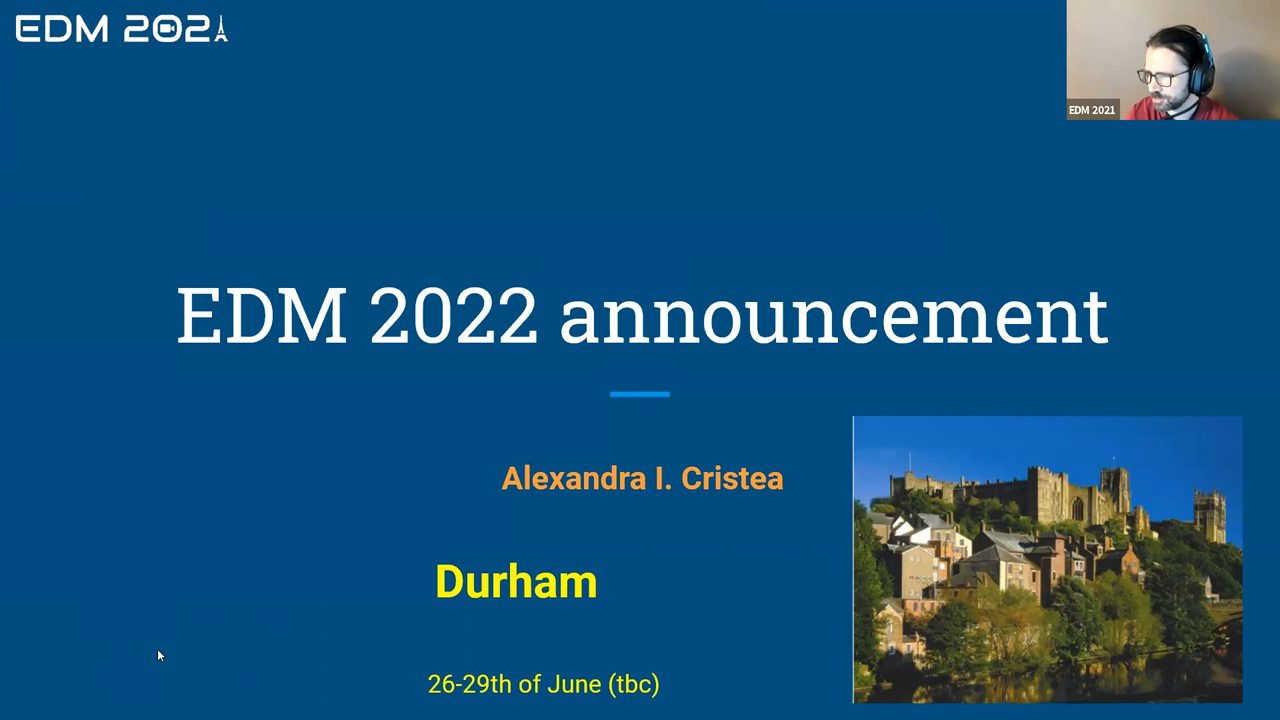 EDM 2021
EDM 2021
EDM 2022 announcement
Alexandra I. Cristea
Durham
26-29th of June (tbc)